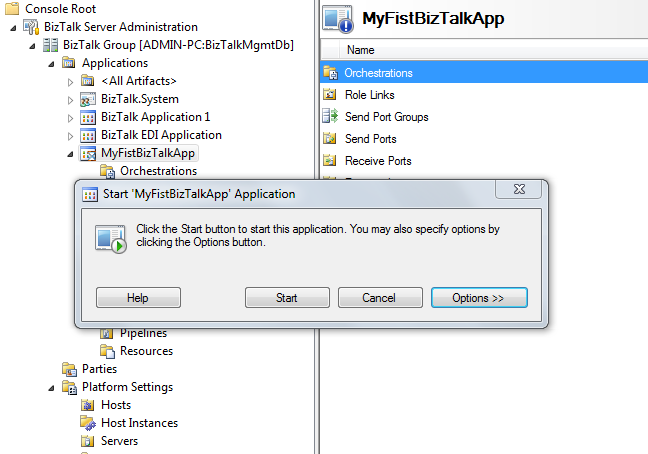 Console Root
BizTalk Server Administration
BizTalk Group [ADMIN-PC:BizTalkMgmtDb]
Applications
<All Artifacts>
BizTalk.System
BizTalk Application 1
BizTalk EDI Application
MyFistBizTalkApp
Orchestrations
MyFistBizTalkApp
Name
Orchestrations
Role Links
Send Port Groups
Send Ports
Receive Ports
Start 'MyFistBizTalkApp' Application
Click the Start button to start this application. You may also specify options by
clicking the Options button.
Help
Start
Cancel
Options >>
Pipelines
Resources
Parties
Platform Settings
Hosts
Host Instances
Servers